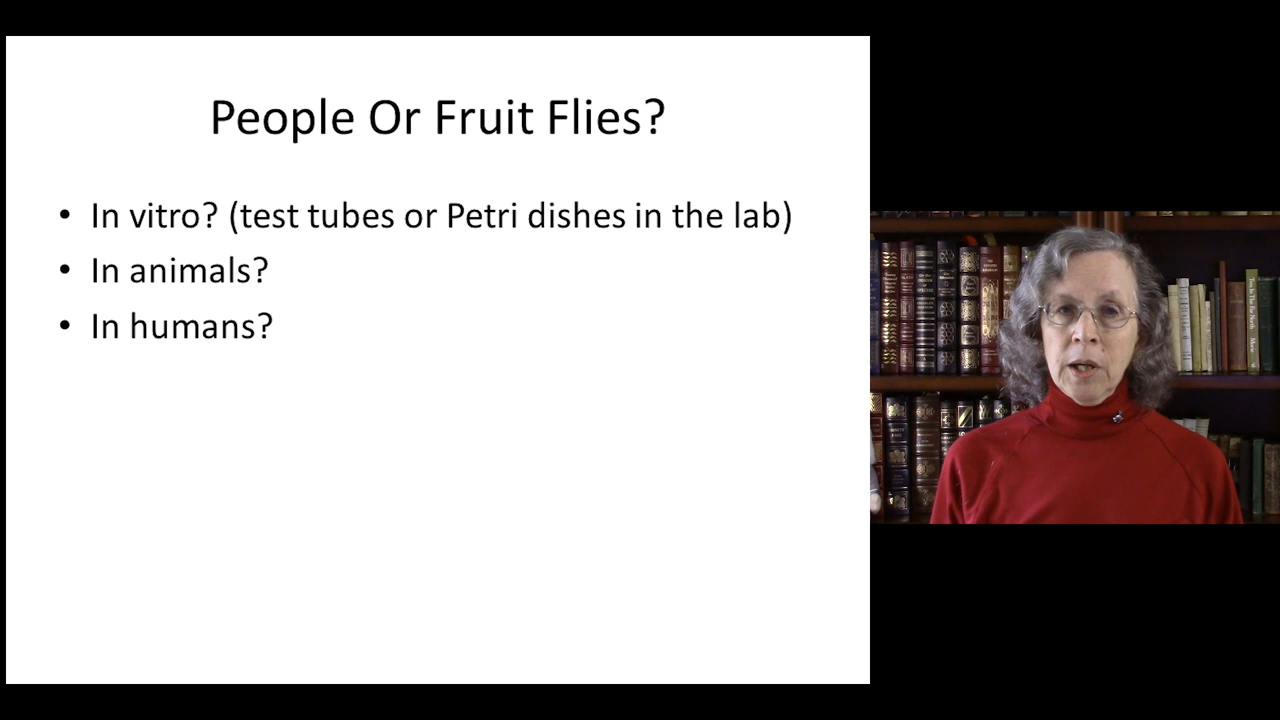 People Or Fruit Flies?
• In vitro? (test tubes or Petri dishes in the lab)
• In animals?
• In humans?